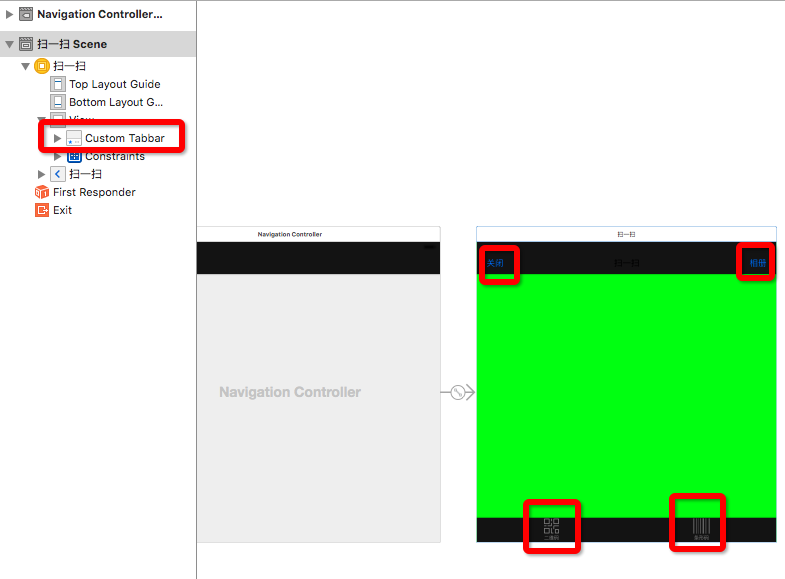 Navigation Controller...
扫一扫 Scene
扫一扫
Top Layout Guide
Bottom Layout G...
View
Custom Tabbar
Constraints
扫一扫
First Responder
Exit
Navigation Controller
Navigation Controller
扫一扫
关闭
扫一扫
相册
二维码
条形码